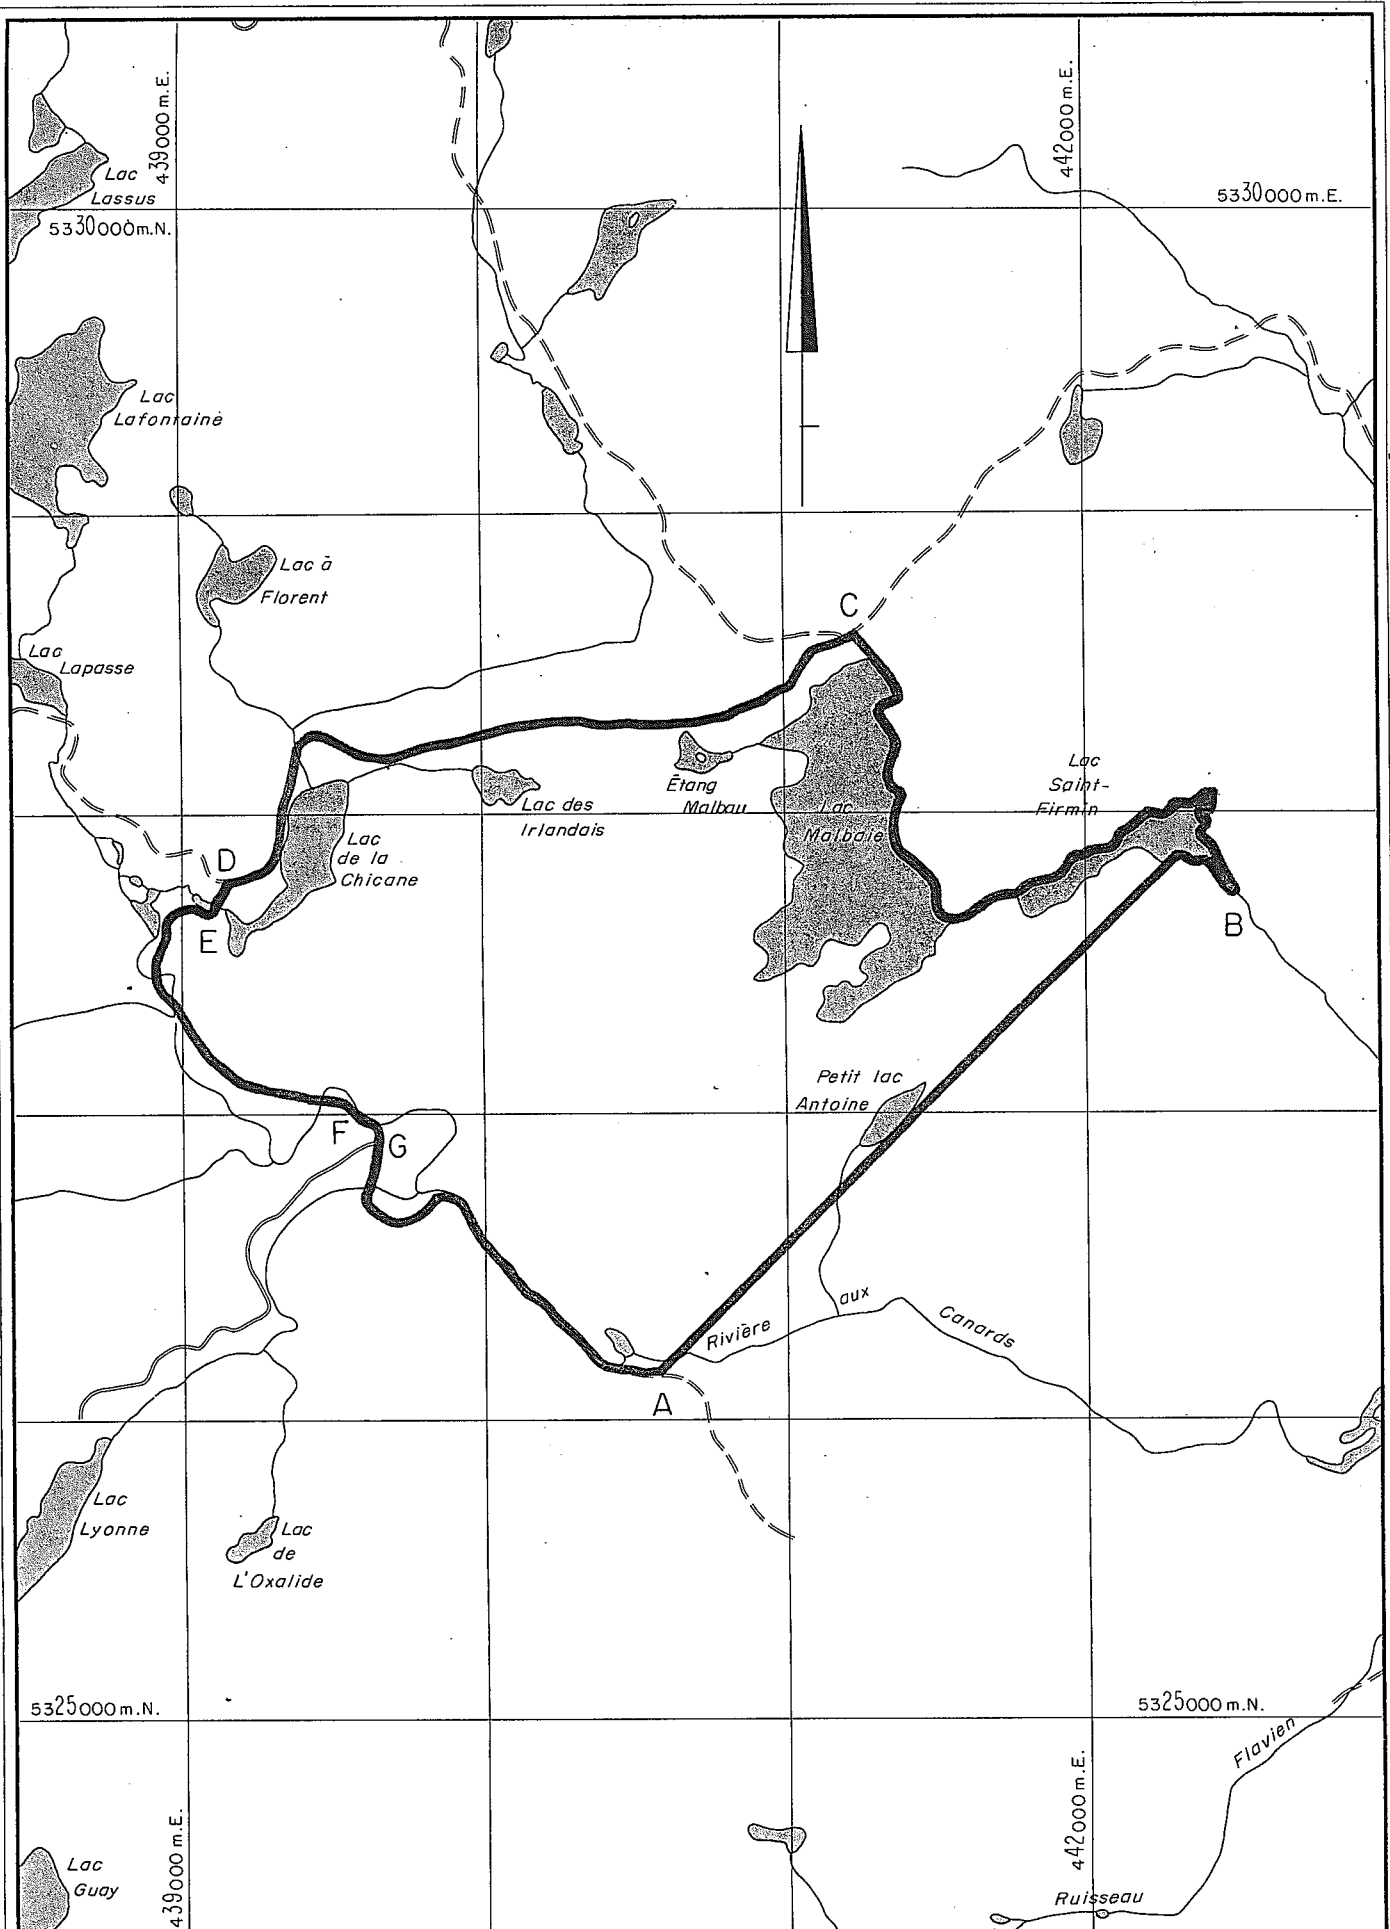 439000 m.E.
442000 m.E.
Lac
Lassus
5330000m.N.
5330000 m.E.
Lac
Lafontaine
Lac à
Florent
C
Lac
Lapasse
Lac
Saint-
Firmin
Étang
Malbau
Lac des
Irlandais
Lac
Malbaie
Lac
de la
Chicane
D
E
B
Petit lac
Antoine
F
G
Rivière
aux
Canards
A
Lac
Lyonne
Lac
de
L'Oxalide
5325000 m.N.
5325000 m.N.
Flavien
439000 m.E.
442000 m.E.
Lac
Guay
Ruisseau